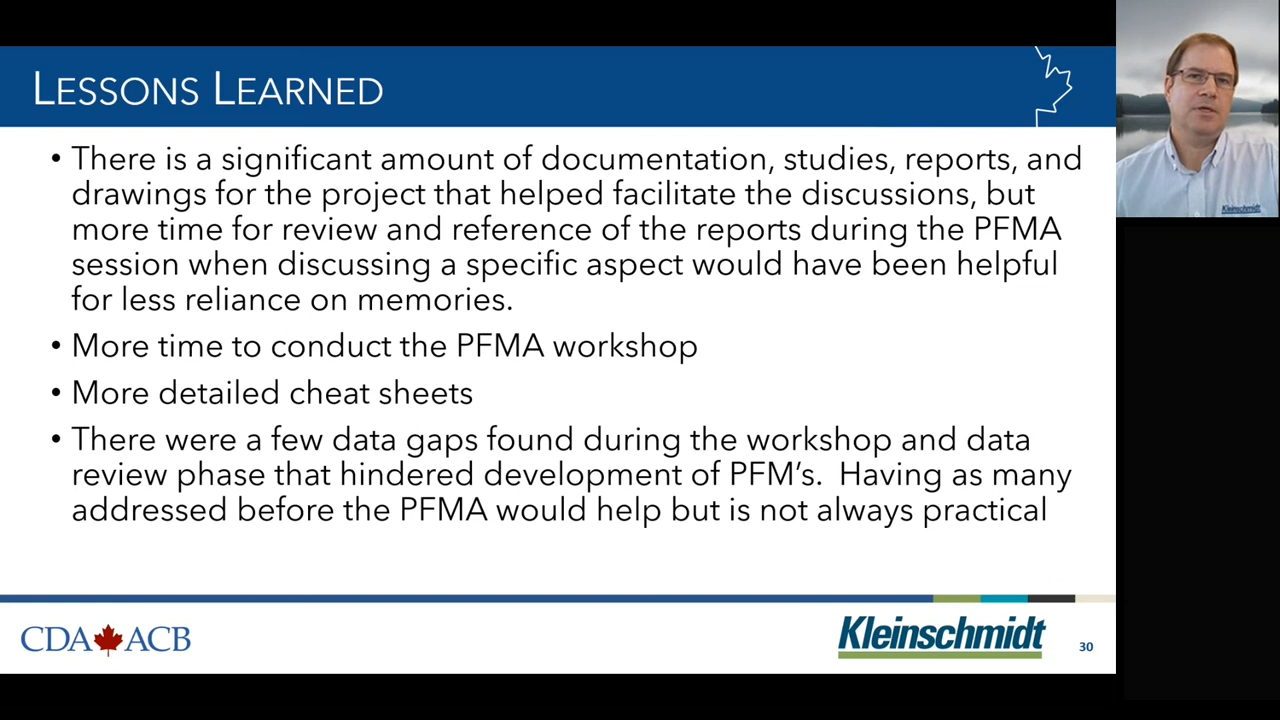 LESSONS LEARNED
• There is a significant amount of documentation, studies, reports, and
drawings for the project that helped facilitate the discussions, but
more time for review and reference of the reports during the PFMA
session when discussing a specific aspect would have been helpful
for less reliance on memories.
• More time to conduct the PFMA workshop
• More detailed cheat sheets
• There were a few data gaps found during the workshop and data
review phase that hindered development of PFM’s.  Having as many
addressed before the PFMA would help but is not always practical
CDA ACB
Kleinschmidt
30
Kleinschmidt